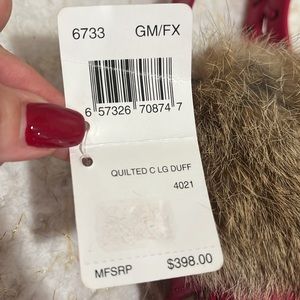 6733 GM/FX
6 57326 70874 7
QUILTED C LG DUFF
4021
MFSRP $398.00